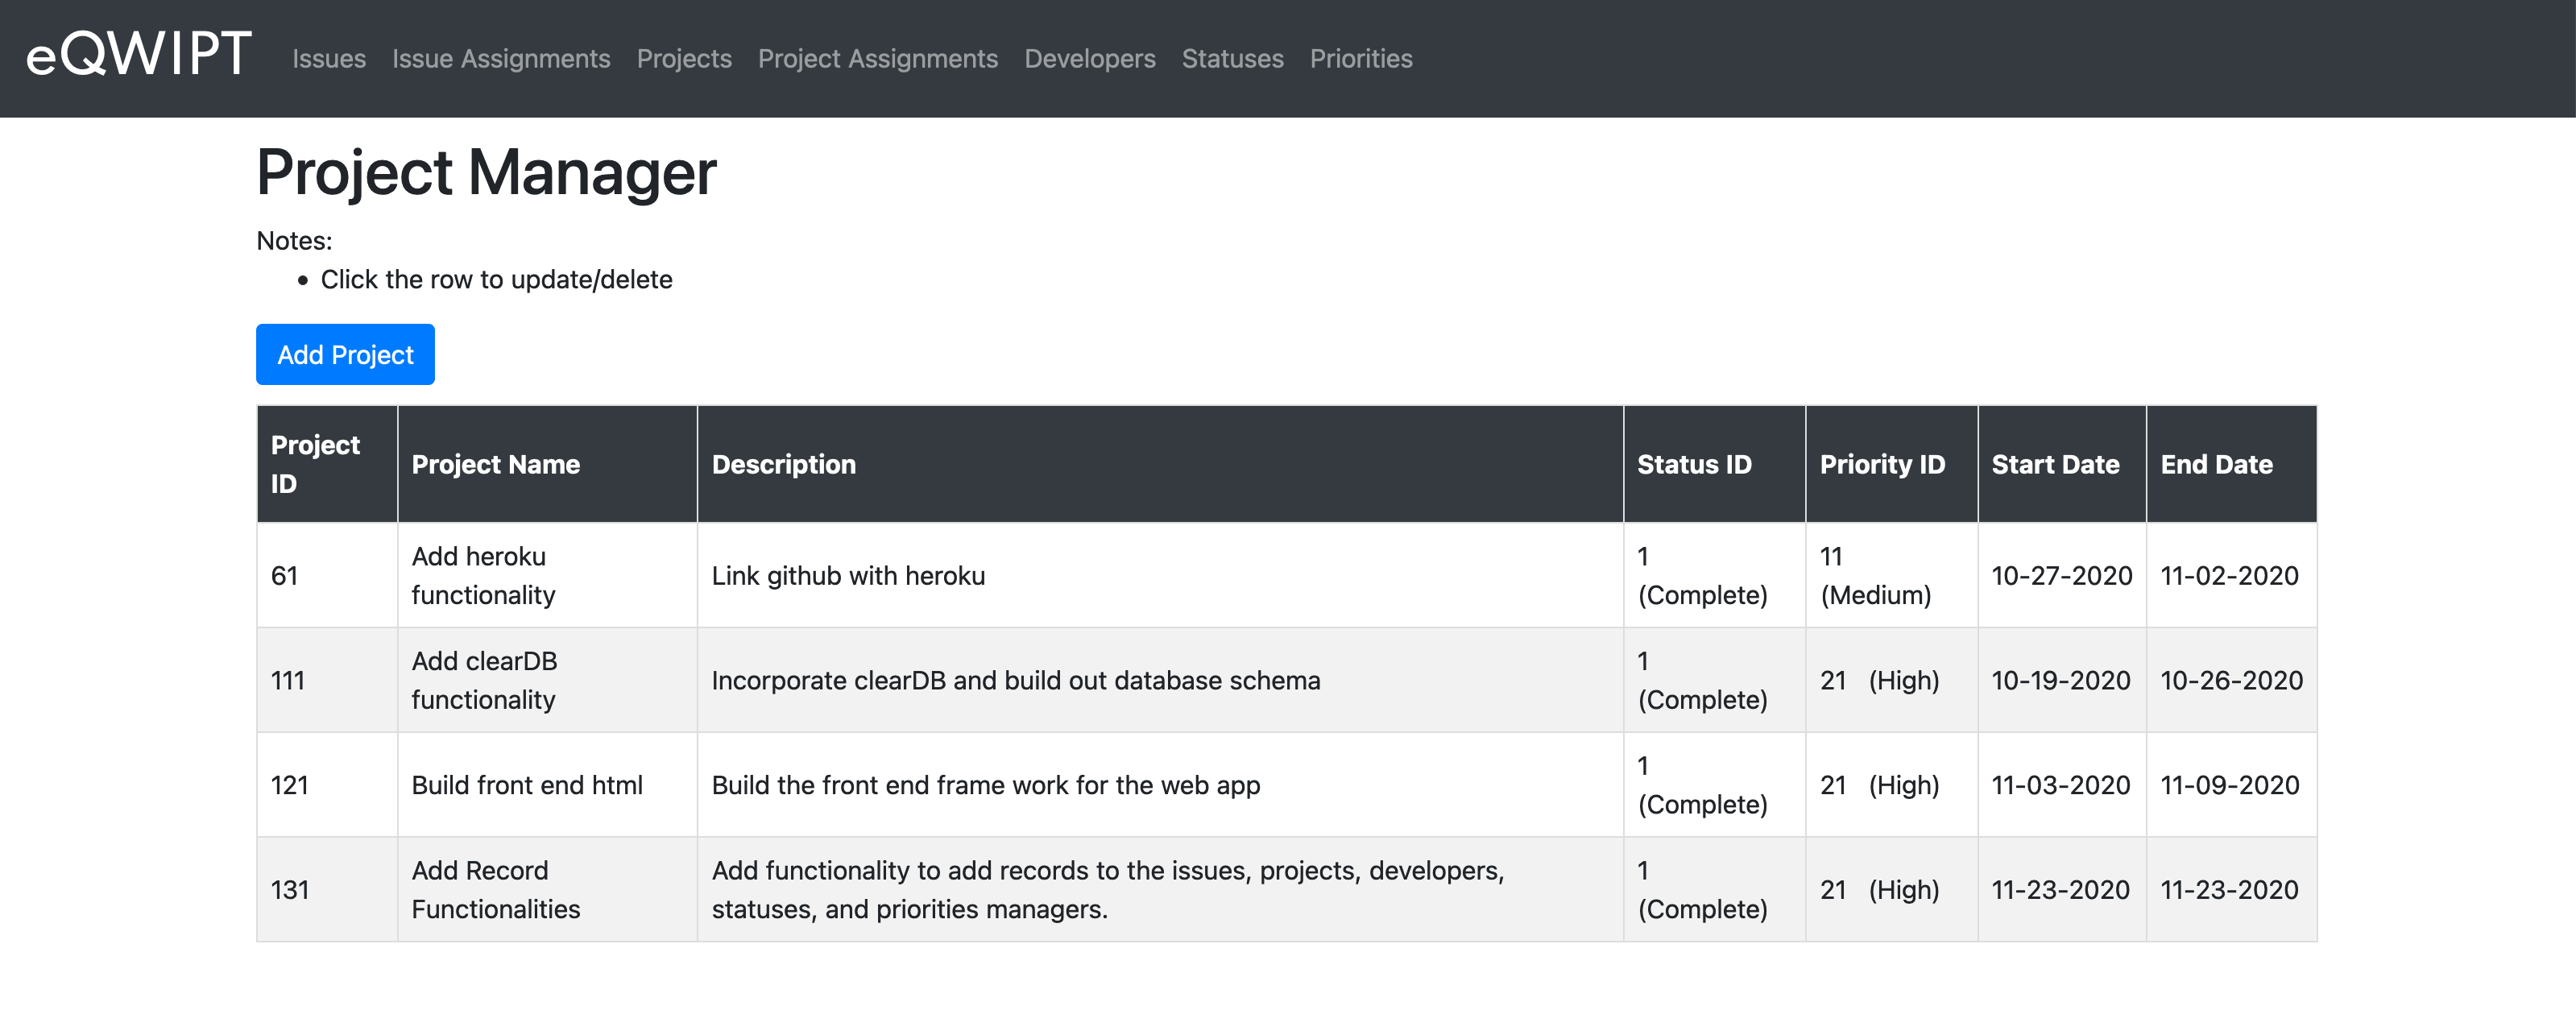 eQWIPT Issues Issue Assignments Projects Project Assignments Developers Statuses Priorities
Project Manager
Notes:
• Click the row to update/delete
Add Project
Project ID Project Name Description Status ID Priority ID Start Date End Date
61 Add heroku functionality Link github with heroku 1 (Complete) 11 (Medium) 10-27-2020 11-02-2020
111 Add clearDB functionality Incorporate clearDB and build out database schema 1 (Complete) 21 (High) 10-19-2020 10-26-2020
121 Build front end html Build the front end frame work for the web app 1 (Complete) 21 (High) 11-03-2020 11-09-2020
131 Add Record Functionalities Add functionality to add records to the issues, projects, developers, statuses, and priorities managers. 1 (Complete) 21 (High) 11-23-2020 11-23-2020